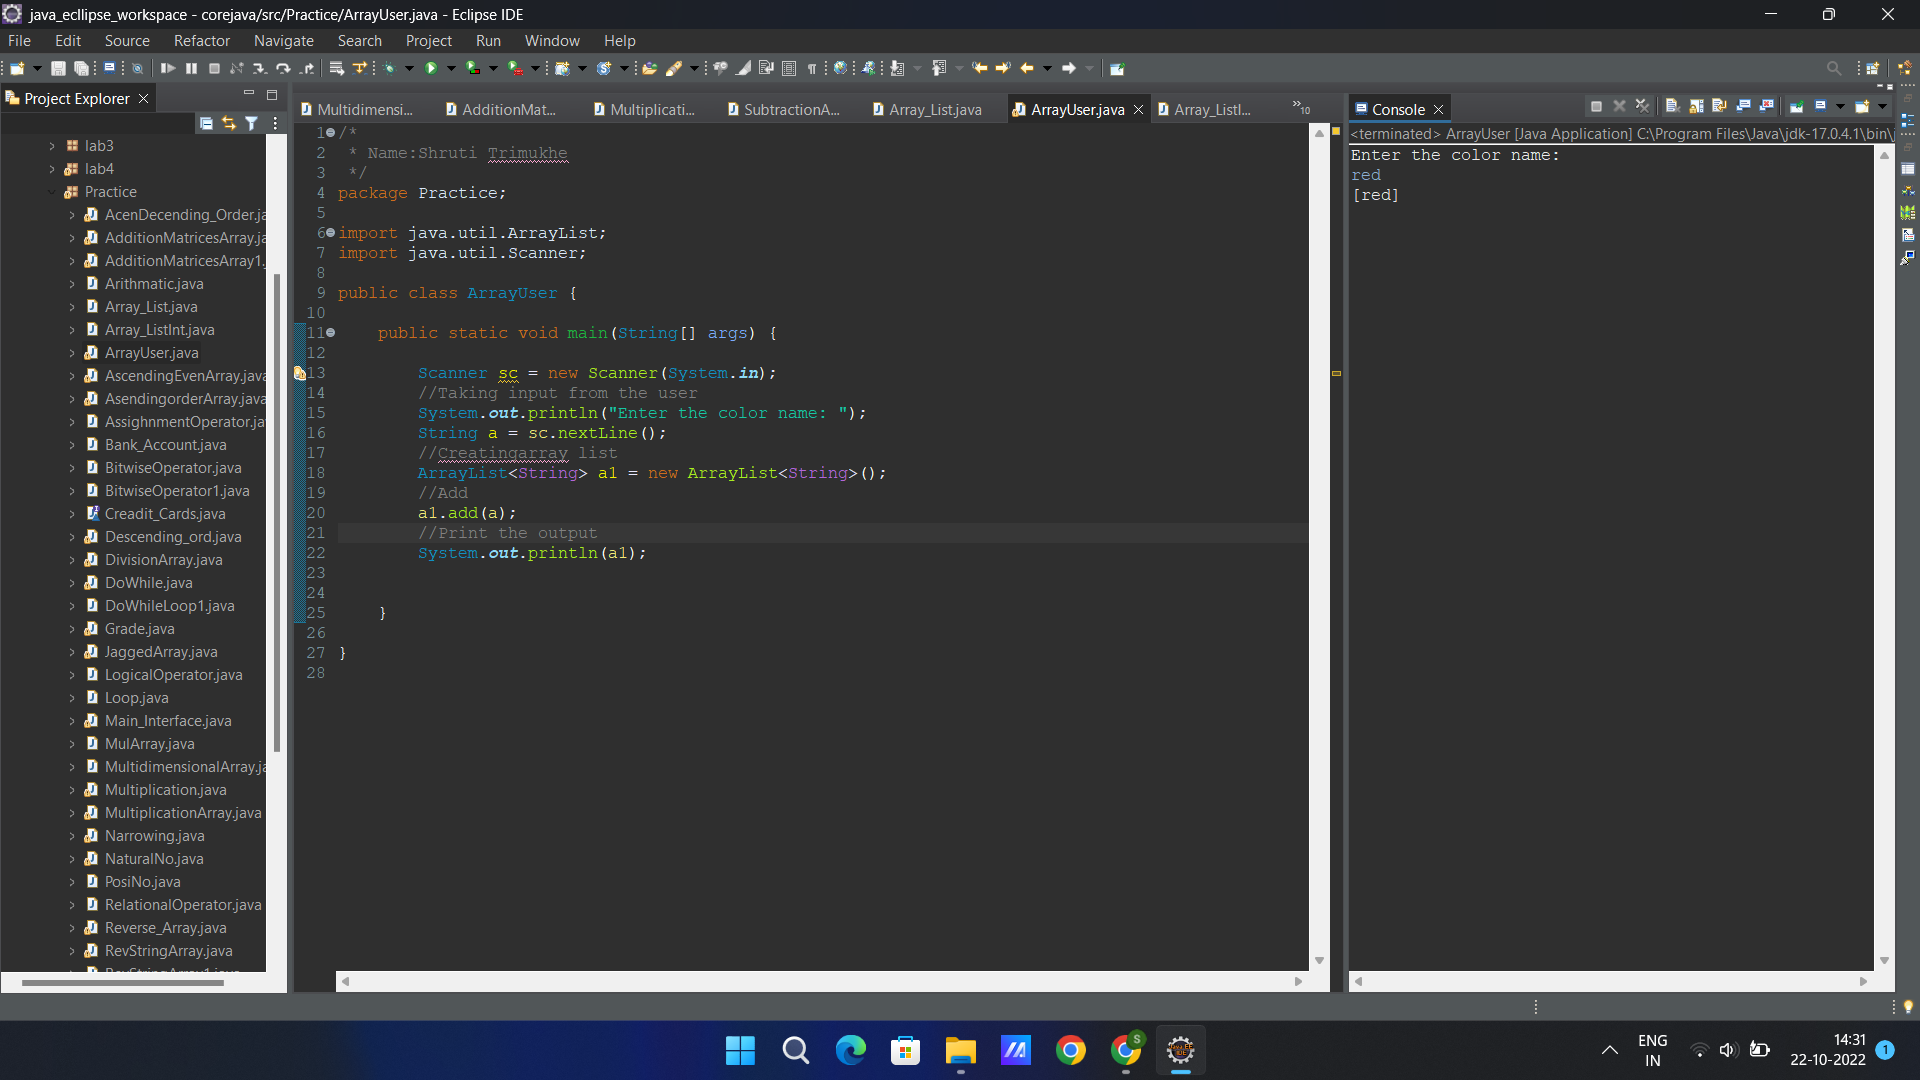 java_ecllipse_workspace - corejava/src/Practice/ArrayUser.java - Eclipse IDE
File Edit Source Refactor Navigate Search Project Run Window Help
Project Explorer
lab3
lab4
Practice
AcenDecending_Order.ja
AdditionMatricesArray.ja
AdditionMatricesArray1.
Arithmatic.java
Array_List.java
Array_ListInt.java
ArrayUser.java
AscendingEvenArray.java
AsendingorderArray.java
AssighnmentOperator.ja
Bank_Account.java
BitwiseOperator.java
BitwiseOperator1.java
Creadit_Cards.java
Descending_ord.java
DivisionArray.java
DoWhile.java
DoWhileLoop1.java
Grade.java
JaggedArray.java
LogicalOperator.java
Loop.java
Main_Interface.java
MulArray.java
MultidimensionalArray.ja
Multiplication.java
MultiplicationArray.java
Narrowing.java
NaturalNo.java
PosiNo.java
RelationalOperator.java
Reverse_Array.java
RevStringArray.java
Multidimensi... AdditionMat... Multiplicati... SubtractionA... Array_List.java ArrayUser.java Array_ListI... »10
1 /*
2 * Name:Shruti Trimukhe
3 */
4 package Practice;
5
6 import java.util.ArrayList;
7 import java.util.Scanner;
8
9 public class ArrayUser {
10
11 public static void main(String[] args) {
12
13 Scanner sc = new Scanner(System.in);
14 //Taking input from the user
15 System.out.println("Enter the color name: ");
16 String a = sc.nextLine();
17 //Creatingarray list
18 ArrayList<String> a1 = new ArrayList<String>();
19 //Add
20 a1.add(a);
21 //Print the output
22 System.out.println(a1);
23
24
25 }
26
27 }
28
Console
<terminated> ArrayUser [Java Application] C:\Program Files\Java\jdk-17.0.4.1\bin\j
Enter the color name:
red
[red]
S
ENG
IN
14:31
22-10-2022
1